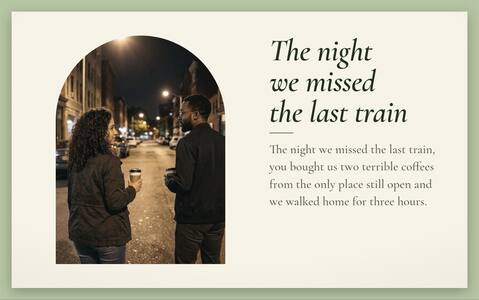 The night
we missed
the last train
The night we missed the last train,
you bought us two terrible coffees
from the only place still open and
we walked home for three hours.